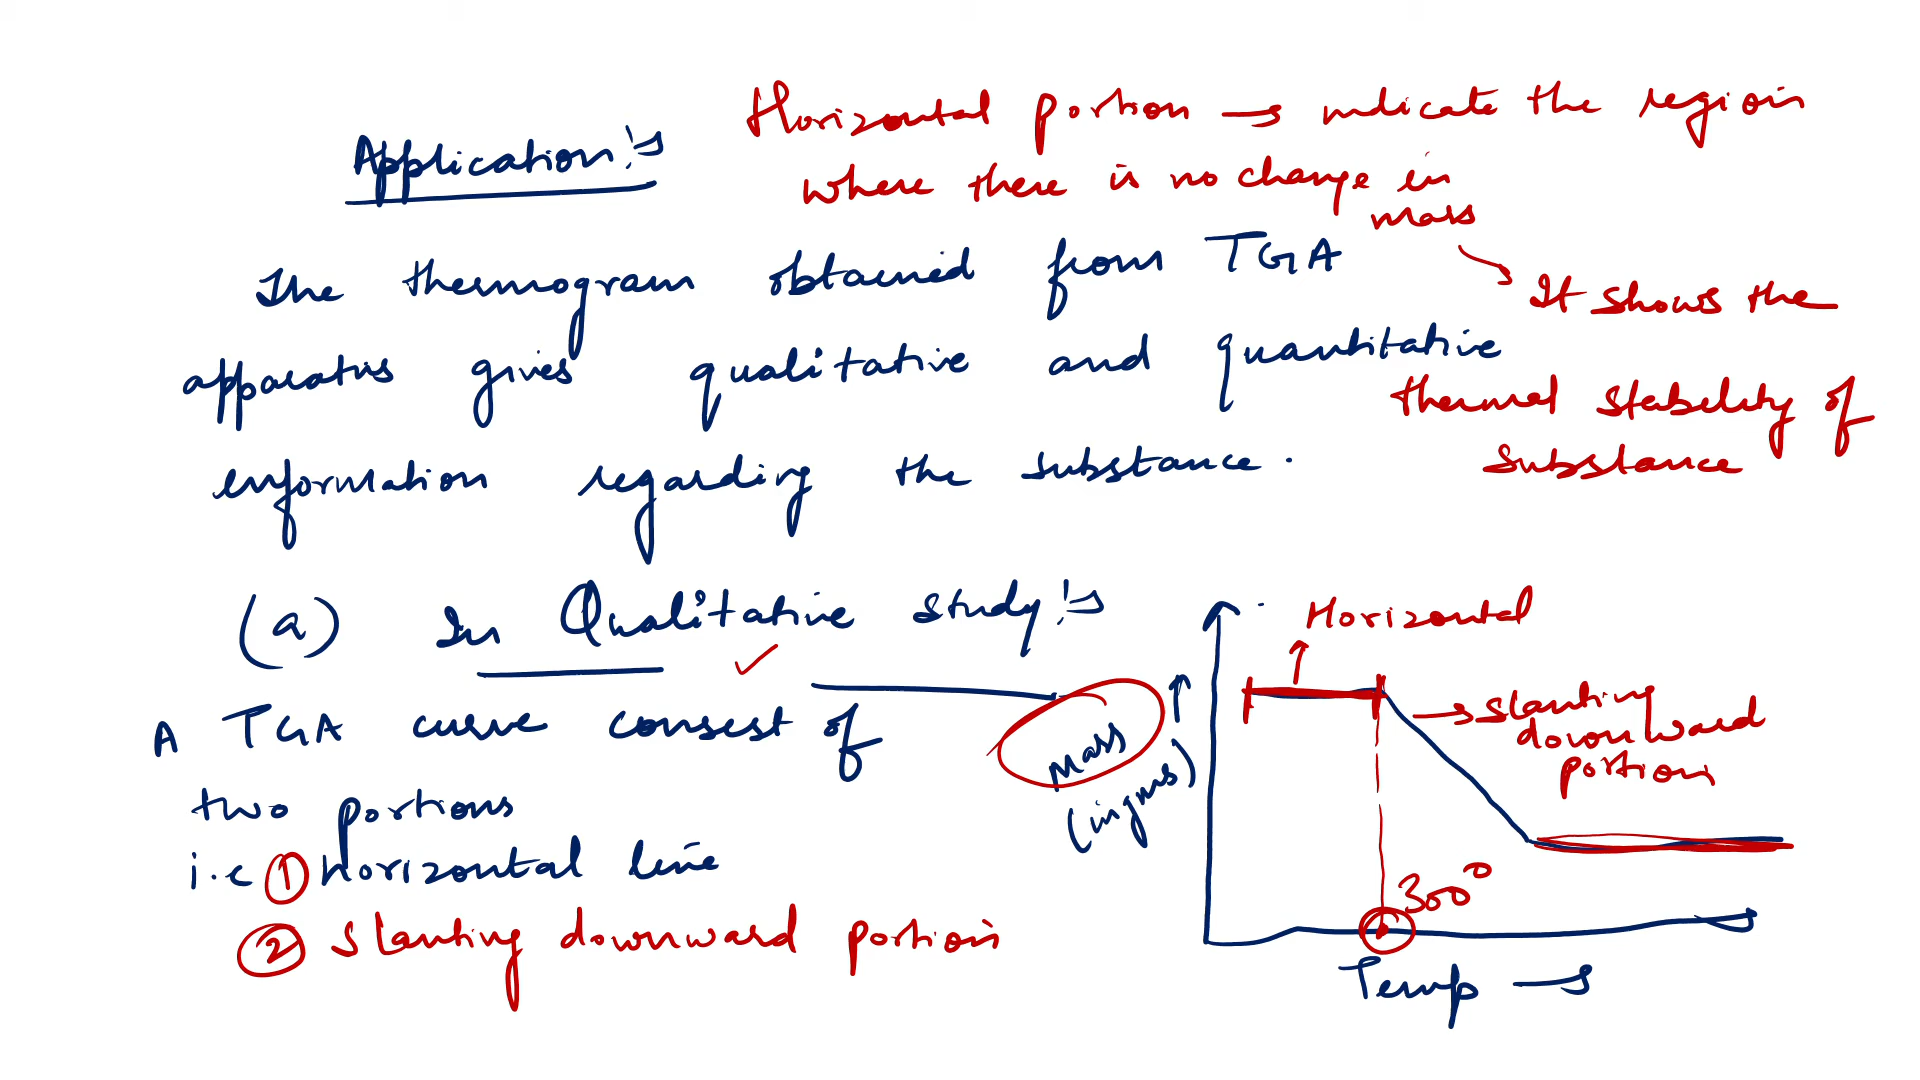 Application :-
Horizontal portion → indicate the region
where there is no change in
mass
→ It shows the
thermal stability of
substance
The thermogram obtained from TGA
apparatus gives qualitative and quantitative
information regarding the substance.
(a) In Qualitative study :-
A TGA curve consist of
two portions
i.e ① horizontal line
② slanting downward portion
Horizontal
→ slanting
downward
portion
Mass
(in gms)
300°
Temp →